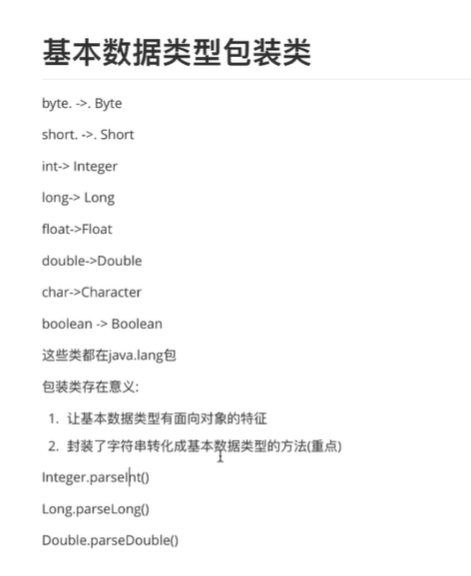 基本数据类型包装类
byte. ->. Byte
short. ->. Short
int-> Integer
long-> Long
float->Float
double->Double
char->Character
boolean -> Boolean
这些类都在java.lang包
包装类存在意义:
1. 让基本数据类型有面向对象的特征
2. 封装了字符串转化成基本数据类型的方法(重点)
Integer.parseInt()
Long.parseLong()
Double.parseDouble()